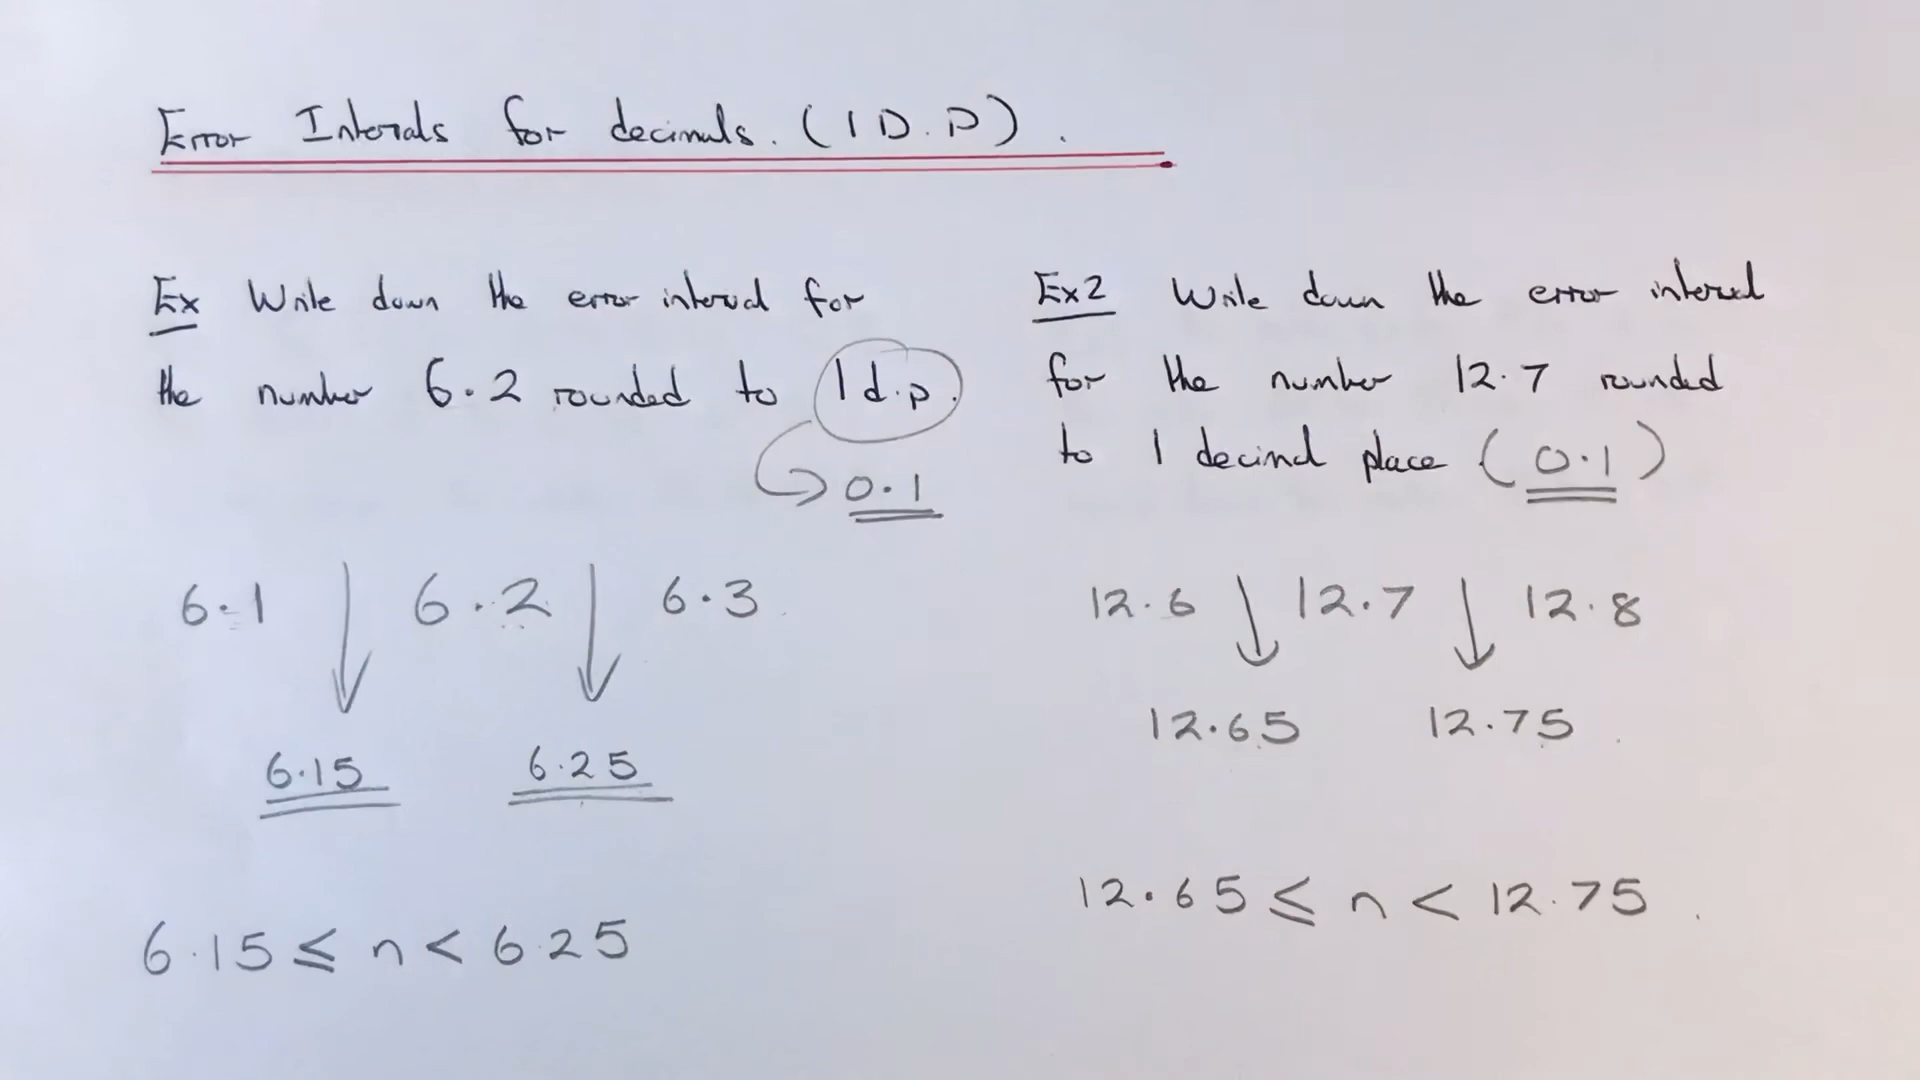 Error Intervals for decimals. (1 D.P).
Ex Write down the error interval for
the number 6.2 rounded to 1d.p.
0.1
6.1 6.2 6.3
6.15 6.25
6.15 ≤ n < 6.25
Ex2 Write down the error interval
for the number 12.7 rounded
to 1 decimal place (0.1)
12.6 12.7 12.8
12.65 12.75
12.65 ≤ n < 12.75